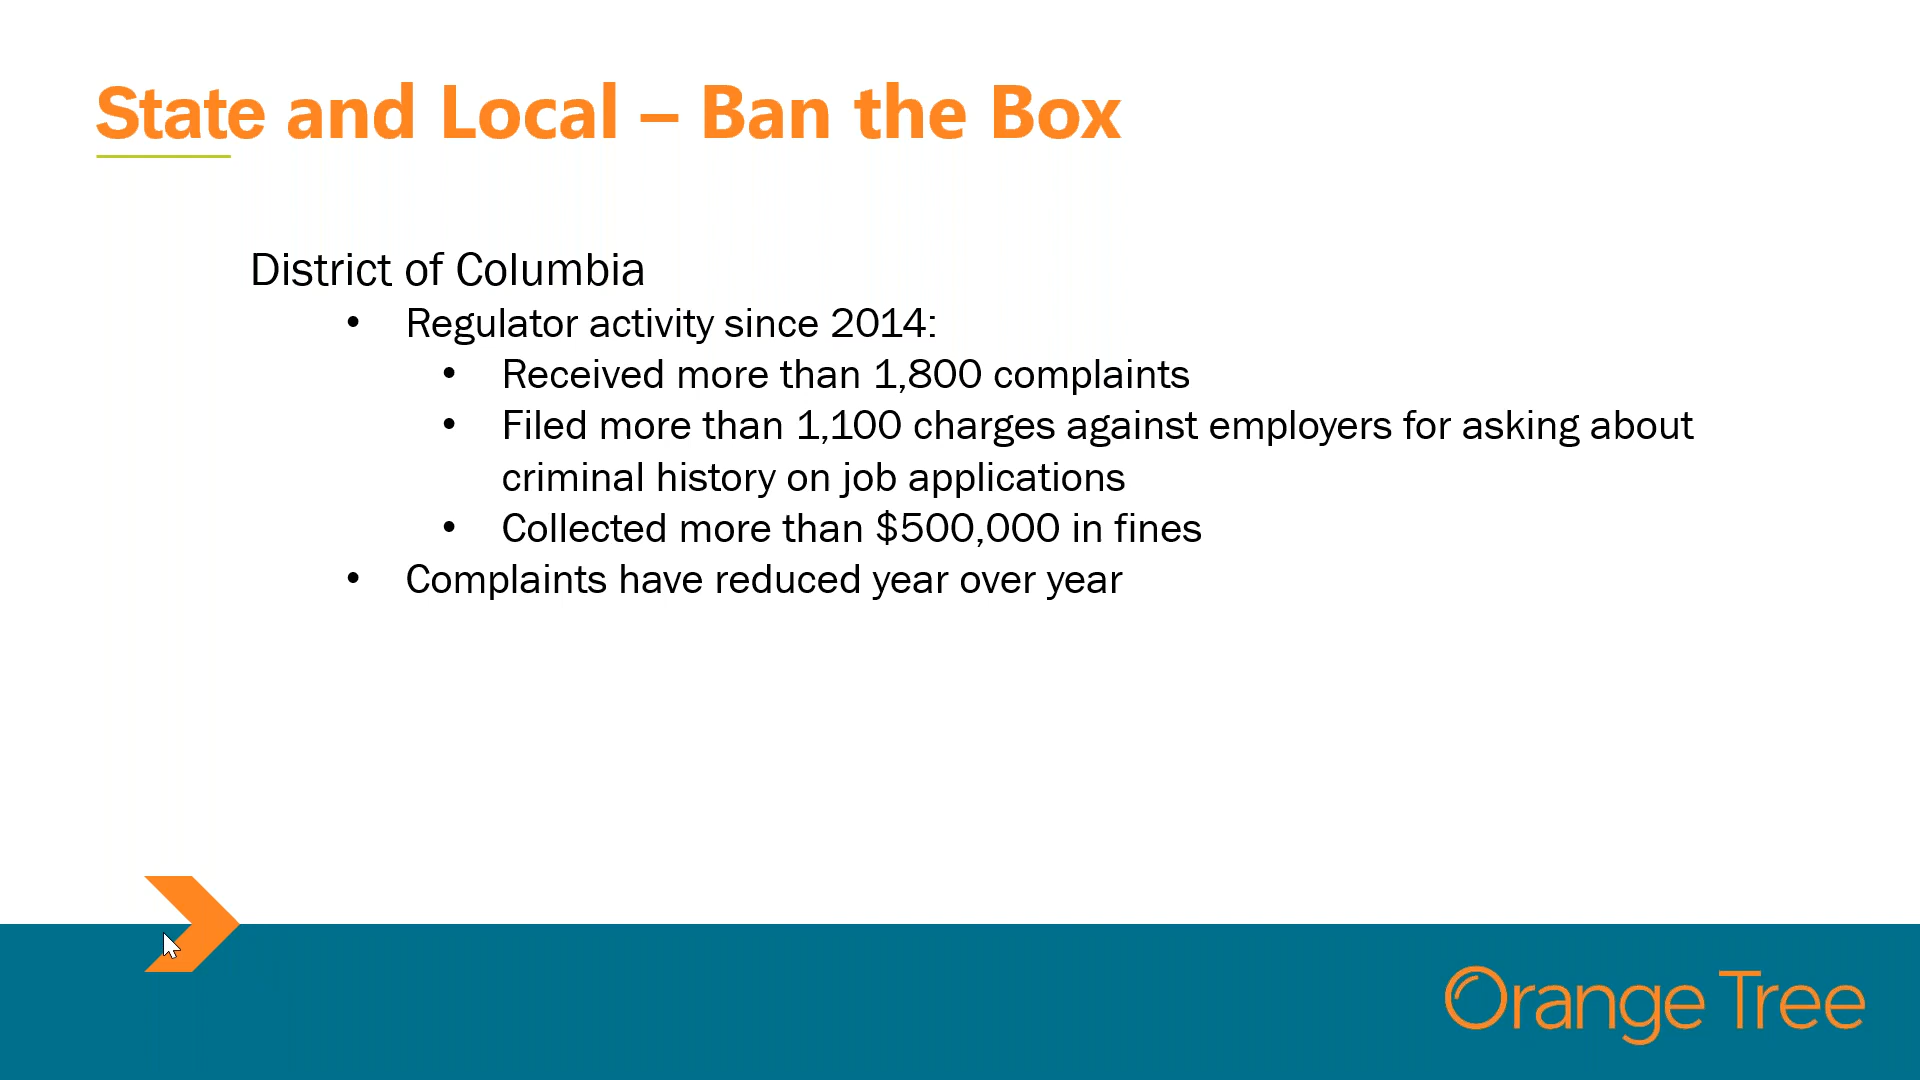 State and Local – Ban the Box
District of Columbia
• Regulator activity since 2014:
• Received more than 1,800 complaints
• Filed more than 1,100 charges against employers for asking about
criminal history on job applications
• Collected more than $500,000 in fines
• Complaints have reduced year over year
Orange Tree